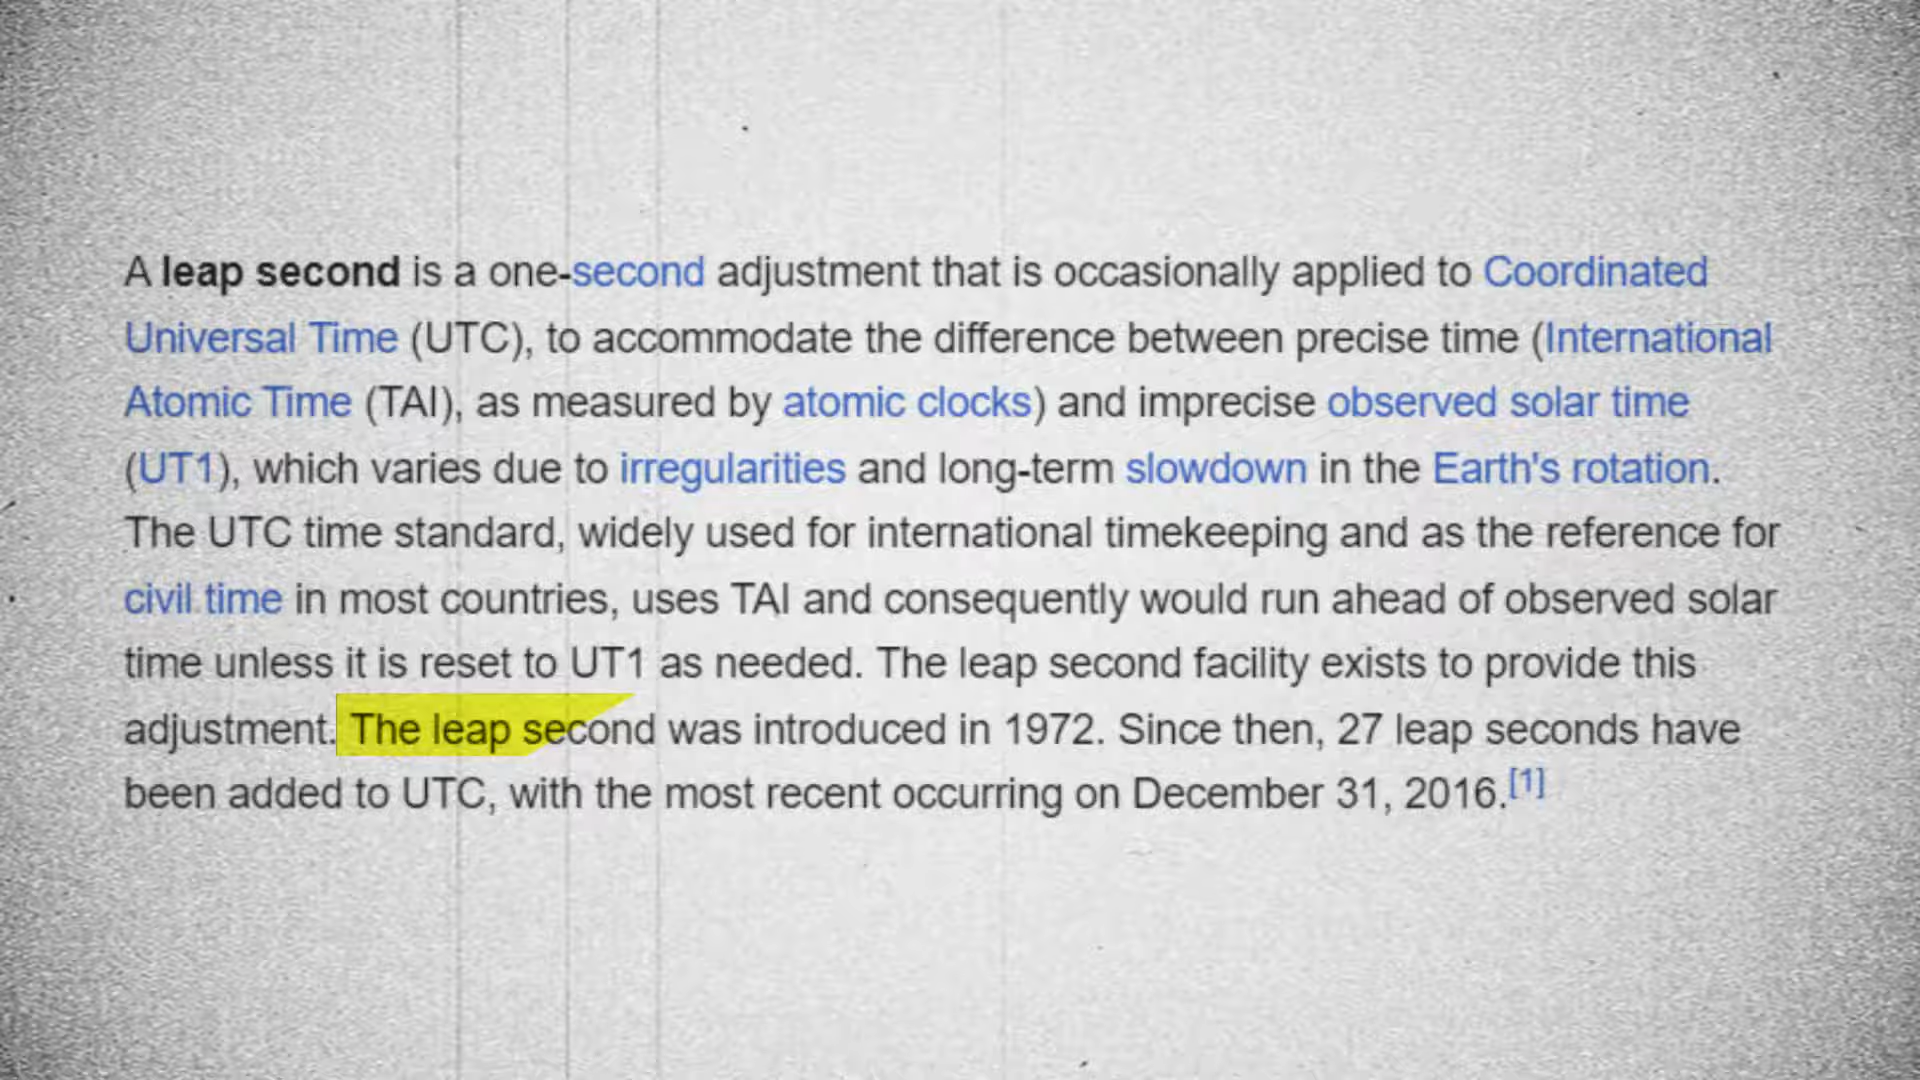 A leap second is a one-second adjustment that is occasionally applied to Coordinated
Universal Time (UTC), to accommodate the difference between precise time (International
Atomic Time (TAI), as measured by atomic clocks) and imprecise observed solar time
(UT1), which varies due to irregularities and long-term slowdown in the Earth's rotation.
The UTC time standard, widely used for international timekeeping and as the reference for
civil time in most countries, uses TAI and consequently would run ahead of observed solar
time unless it is reset to UT1 as needed. The leap second facility exists to provide this
adjustment. The leap second was introduced in 1972. Since then, 27 leap seconds have
been added to UTC, with the most recent occurring on December 31, 2016.[1]